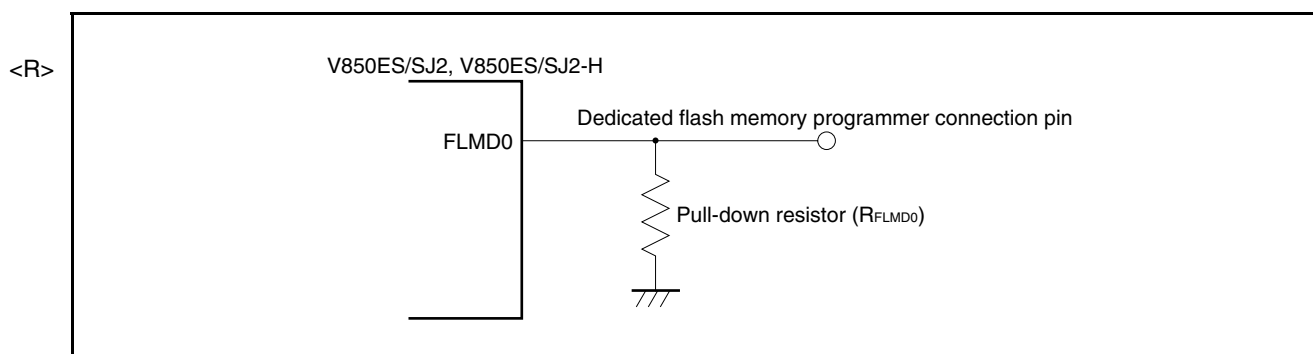 <R>
V850ES/SJ2, V850ES/SJ2-H
Dedicated flash memory programmer connection pin
FLMD0
Pull-down resistor (RFLMD0)